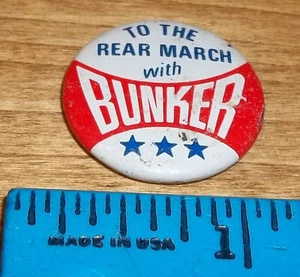 TO THE
REAR MARCH
with
BUNKER
MADE IN USA
1